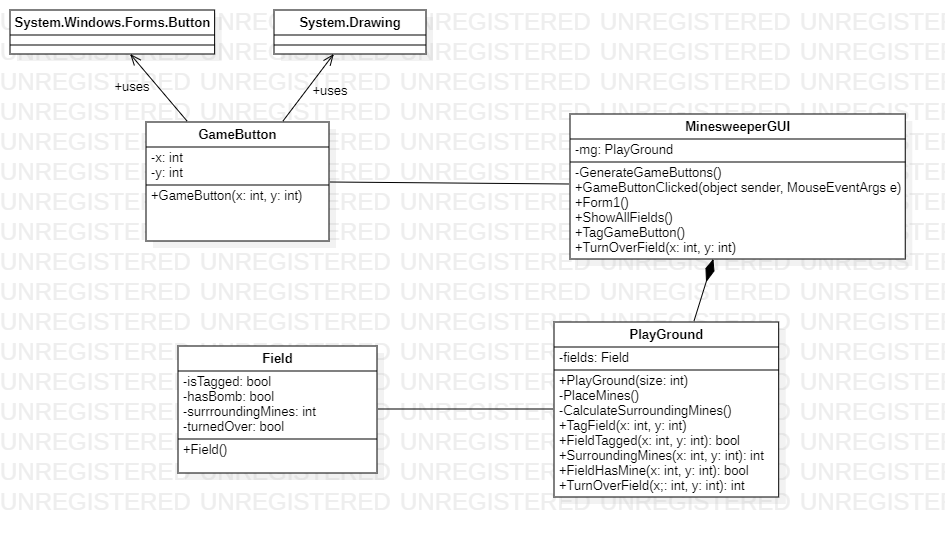 System.Windows.Forms.Button
System.Drawing
+uses
+uses
GameButton
-x: int
-y: int
+GameButton(x: int, y: int)
MinesweeperGUI
-mg: PlayGround
-GenerateGameButtons()
+GameButtonClicked(object sender, MouseEventArgs e)
+Form1()
+ShowAllFields()
+TagGameButton()
+TurnOverField(x: int, y: int)
Field
-isTagged: bool
-hasBomb: bool
-surrroundingMines: int
-turnedOver: bool
+Field()
PlayGround
-fields: Field
+PlayGround(size: int)
-PlaceMines()
-CalculateSurroundingMines()
+TagField(x: int, y: int)
+FieldTagged(x: int, y: int): bool
+SurroundingMines(x: int, y: int): int
+FieldHasMine(x: int, y: int): bool
+TurnOverField(x;: int, y: int): int
UNREGISTERED